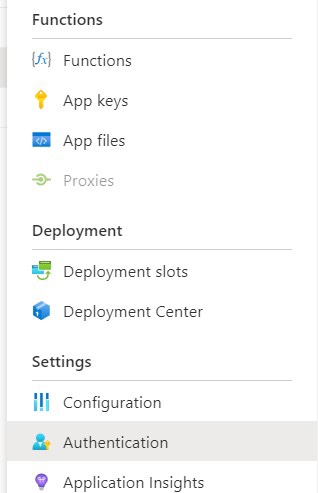 Functions
Functions
App keys
App files
Proxies
Deployment
Deployment slots
Deployment Center
Settings
Configuration
Authentication
Application Insights